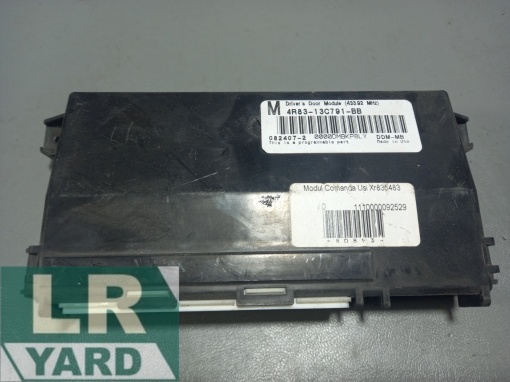 Driver's Door Module (433.92 MHz)
M 4R83-13C791-BB
082407-2 0000DMBKPALY DDM-MB
This is a programmable part Made in Usa
Modul Comanda Usi Xr835483
1110000092529
LR
YARD